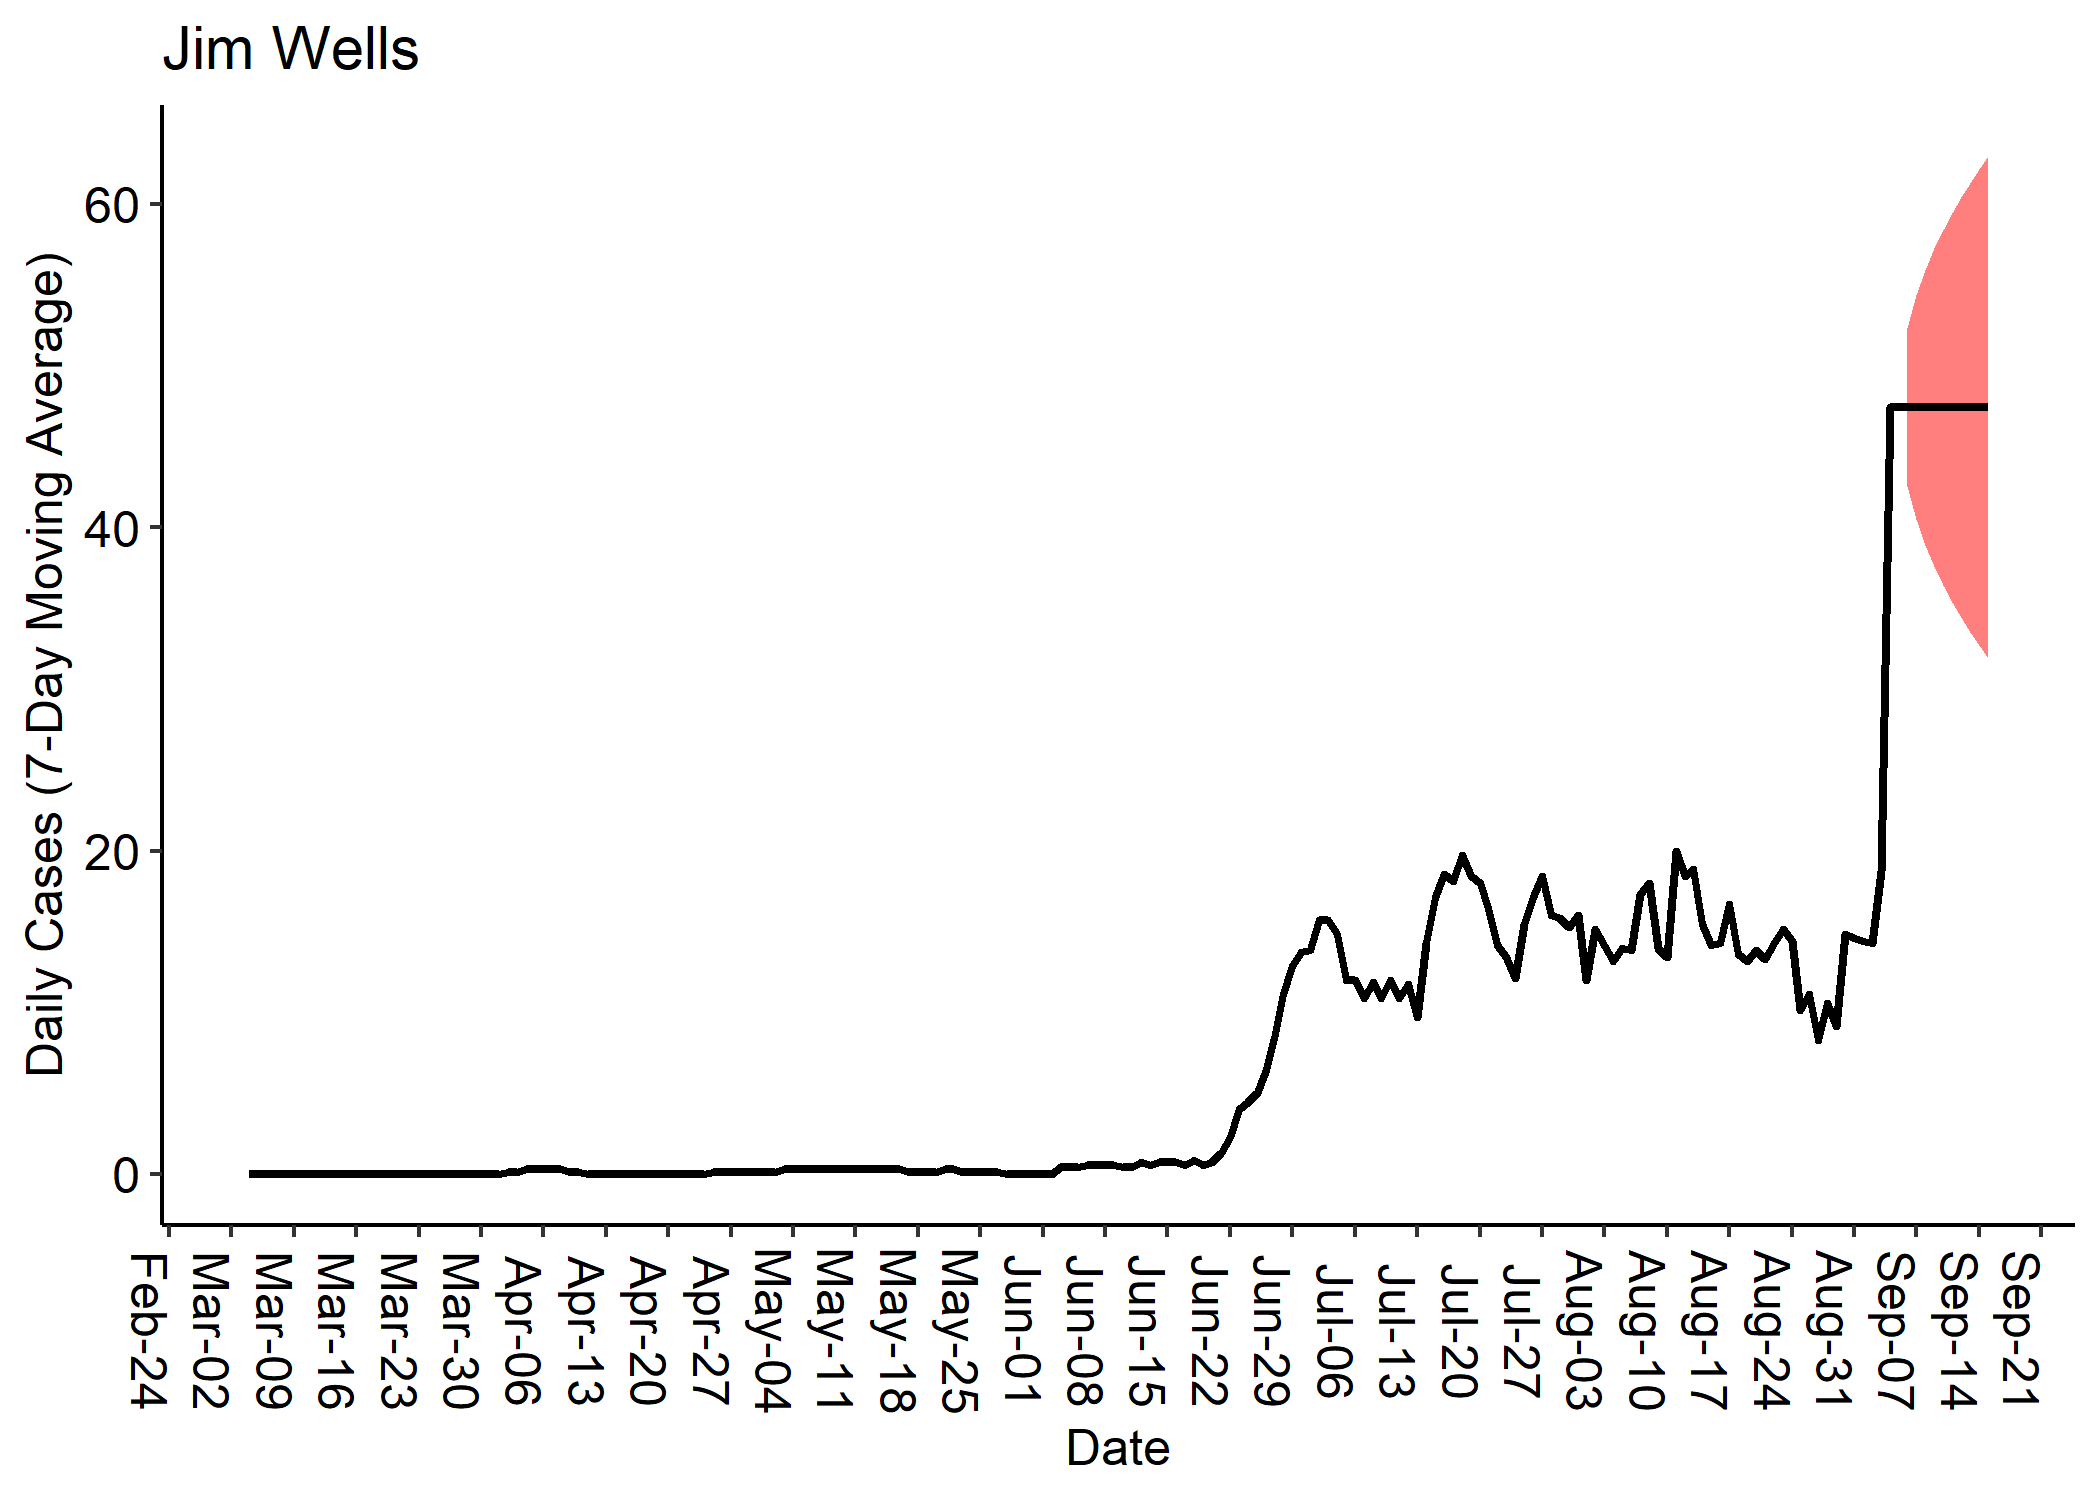 Jim Wells
Daily Cases (7-Day Moving Average)
60
40
20
0
Feb-24
Mar-02
Mar-09
Mar-16
Mar-23
Mar-30
Apr-06
Apr-13
Apr-20
Apr-27
May-04
May-11
May-18
May-25
Jun-01
Jun-08
Jun-15
Jun-22
Jun-29
Jul-06
Jul-13
Jul-20
Jul-27
Aug-03
Aug-10
Aug-17
Aug-24
Aug-31
Sep-07
Sep-14
Sep-21
Date